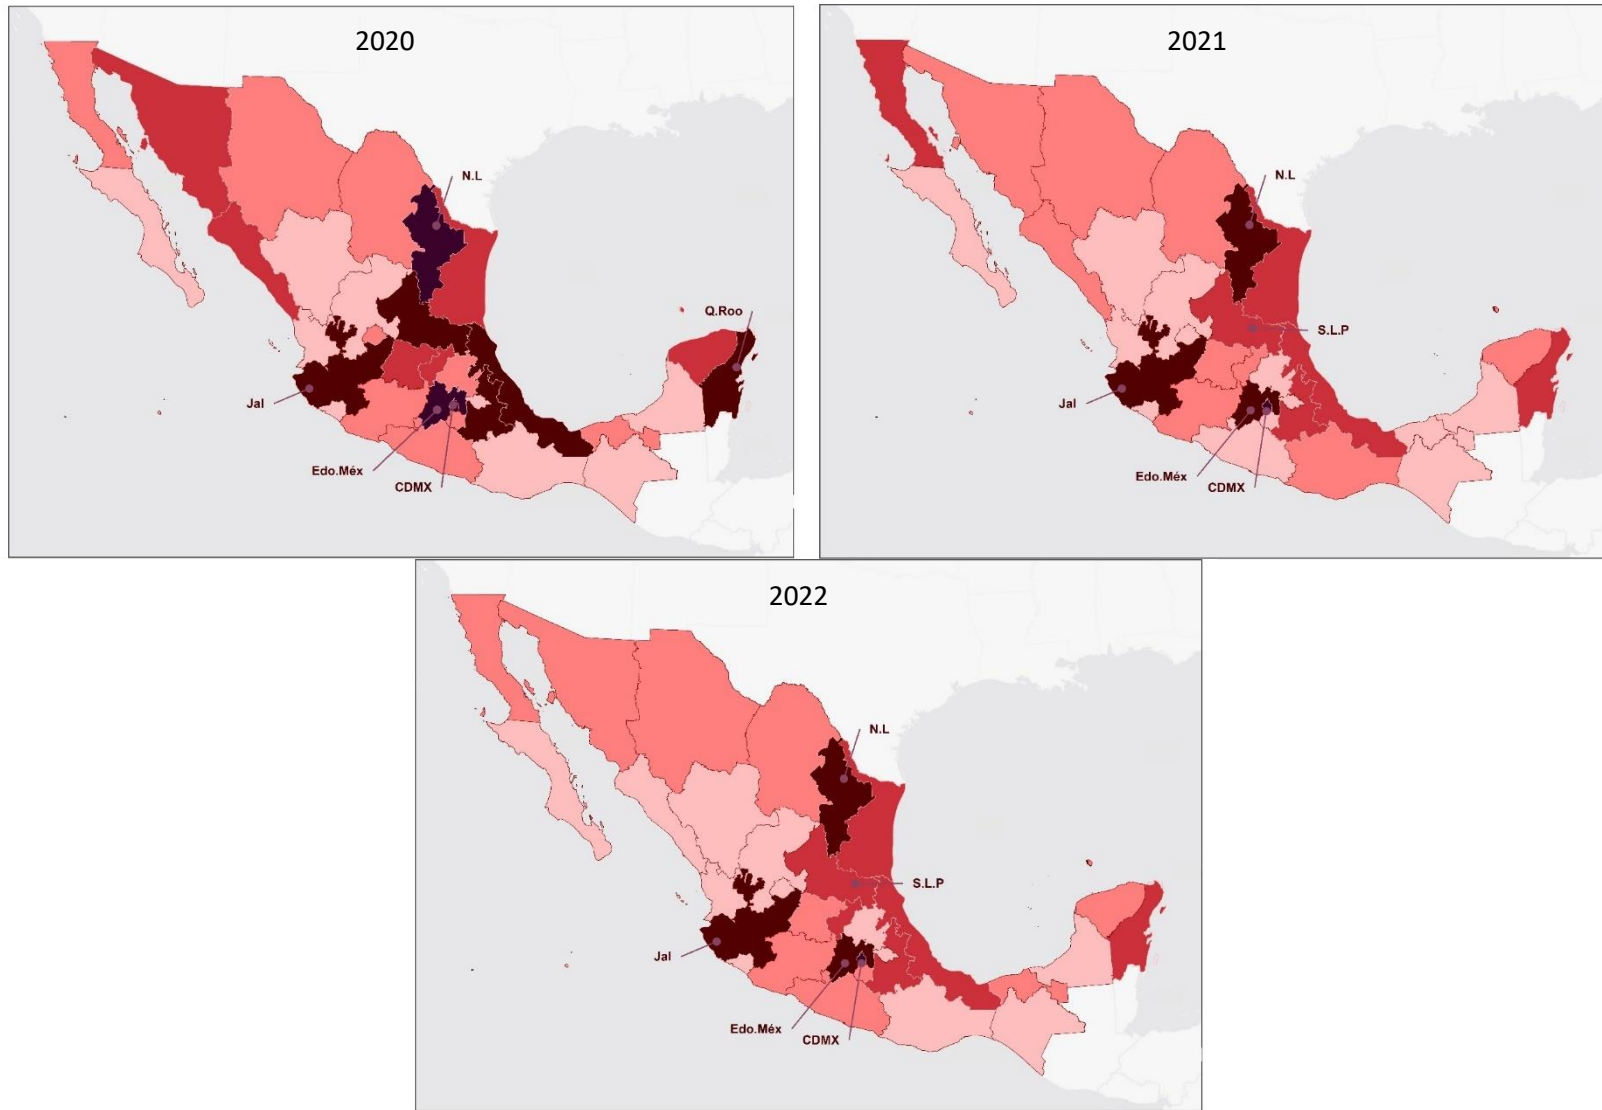 2020
N.L
Q.Roo
Jal
Edo.Méx
CDMX
2021
N.L
S.L.P
Jal
Edo.Méx
CDMX
2022
N.L
S.L.P
Jal
Edo.Méx
CDMX